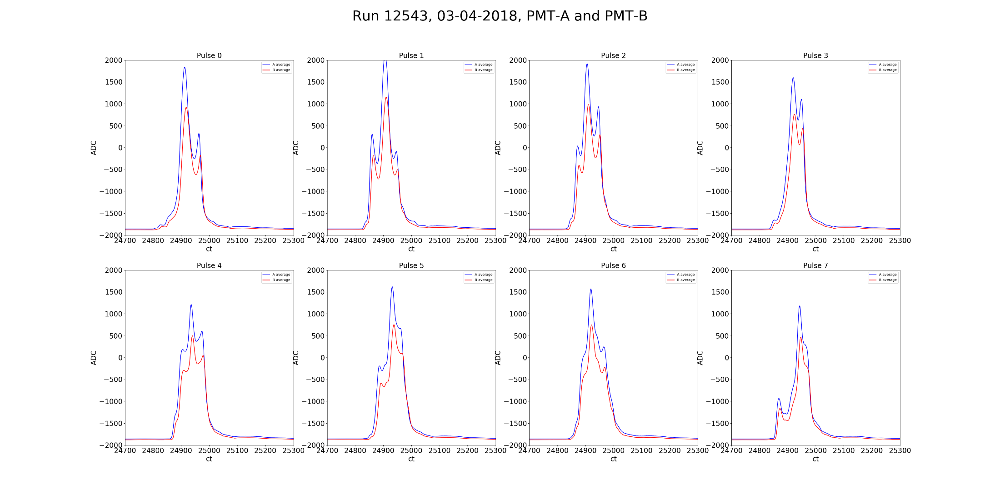 Run 12543, 03-04-2018, PMT-A and PMT-B
Pulse 0
2000
1500
1000
500
0
−500
−1000
−1500
−2000
ADC
A average
B average
24700 24800 24900 25000 25100 25200 25300
ct
Pulse 1
2000
1500
1000
500
0
−500
−1000
−1500
−2000
ADC
A average
B average
24700 24800 24900 25000 25100 25200 25300
ct
Pulse 2
2000
1500
1000
500
0
−500
−1000
−1500
−2000
ADC
A average
B average
24700 24800 24900 25000 25100 25200 25300
ct
Pulse 3
2000
1500
1000
500
0
−500
−1000
−1500
−2000
ADC
A average
B average
24700 24800 24900 25000 25100 25200 25300
ct
Pulse 4
2000
1500
1000
500
0
−500
−1000
−1500
−2000
ADC
A average
B average
24700 24800 24900 25000 25100 25200 25300
ct
Pulse 5
2000
1500
1000
500
0
−500
−1000
−1500
−2000
ADC
A average
B average
24700 24800 24900 25000 25100 25200 25300
ct
Pulse 6
2000
1500
1000
500
0
−500
−1000
−1500
−2000
ADC
A average
B average
24700 24800 24900 25000 25100 25200 25300
ct
Pulse 7
2000
1500
1000
500
0
−500
−1000
−1500
−2000
ADC
A average
B average
24700 24800 24900 25000 25100 25200 25300
ct